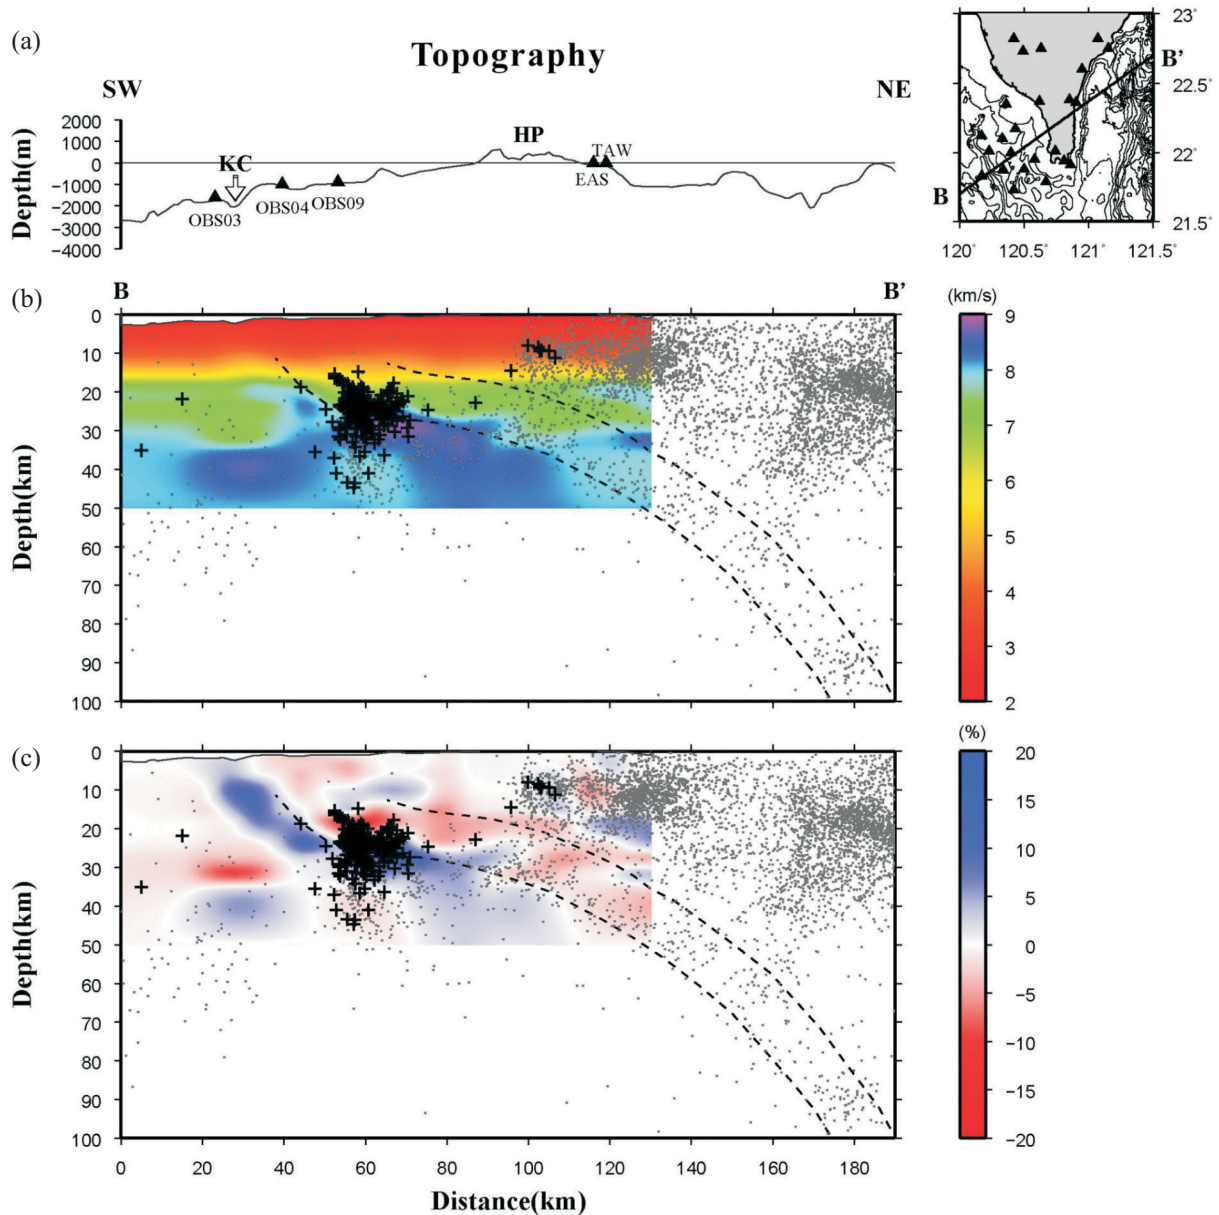 (a)
Topography
SW
NE
Depth(m)
2000
1000
0
−1000
−2000
−3000
−4000
KC
HP
TAW
EAS
OBS03
OBS04
OBS09
23°
22.5°
22°
21.5°
120° 120.5° 121° 121.5°
B
B'
(b)
B
B'
Depth(km)
0
10
20
30
40
50
60
70
80
90
100
(km/s)
9
8
7
6
5
4
3
2
(c)
Depth(km)
0
10
20
30
40
50
60
70
80
90
100
0 20 40 60 80 100 120 140 160 180
Distance(km)
(%)
20
15
10
5
0
−5
−10
−15
−20